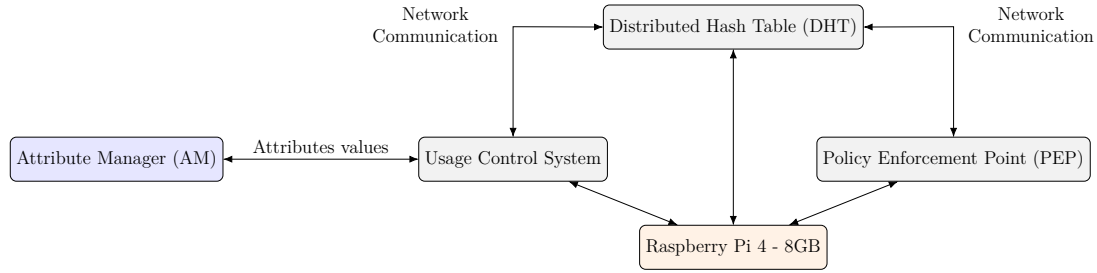 Network
Communication
Distributed Hash Table (DHT)
Network
Communication
Attribute Manager (AM)
Attributes values
Usage Control System
Policy Enforcement Point (PEP)
Raspberry Pi 4 - 8GB